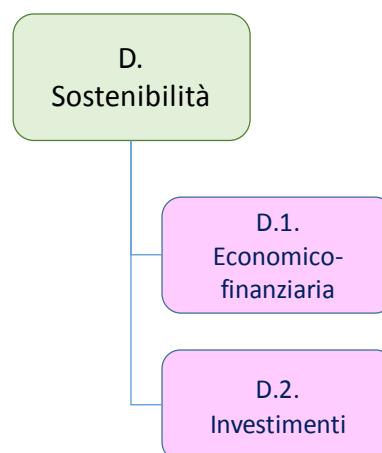 D.
Sostenibilità
D.1.
Economico-
finanziaria
D.2.
Investimenti